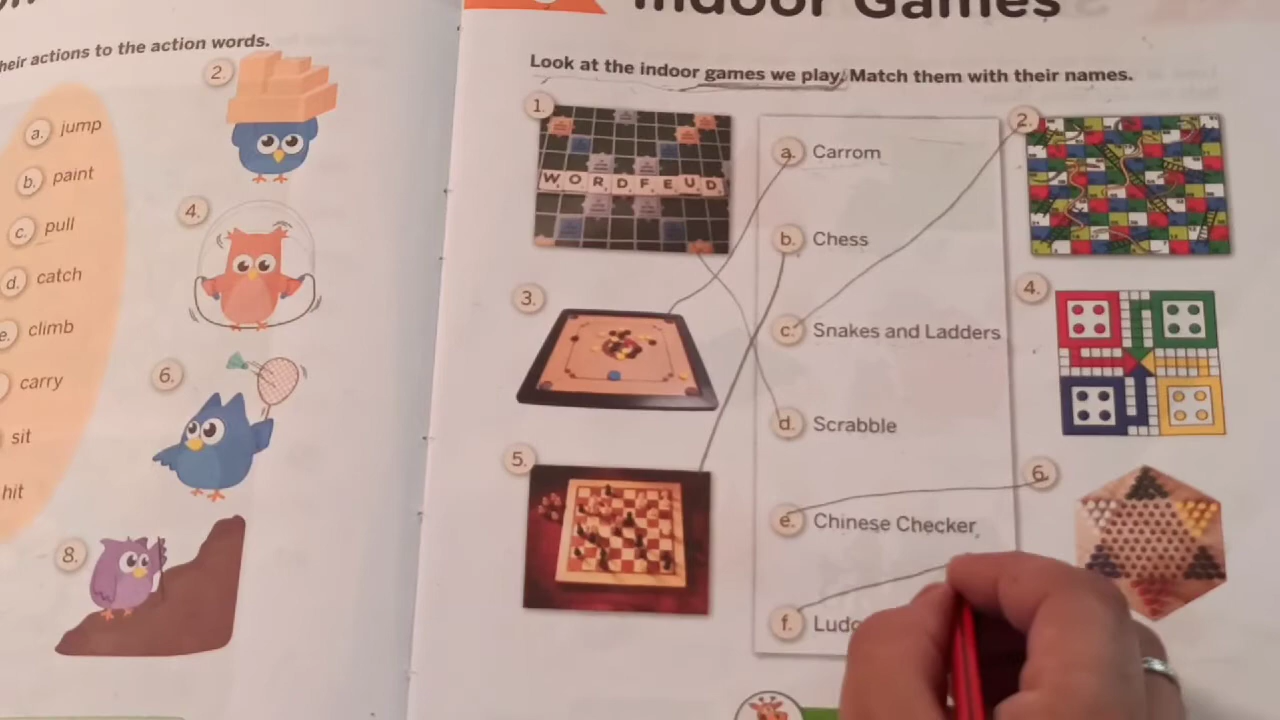 heir actions to the action words.
2.
a. jump
b. paint
4.
c. pull
d. catch
e. climb
6.
carry
sit
hit
8.
Indoor Games
Look at the indoor games we play. Match them with their names.
1.
WORDFEUD
a. Carrom
2.
b. Chess
3.
4.
c. Snakes and Ladders
d. Scrabble
5.
6.
e. Chinese Checker
f. Ludo